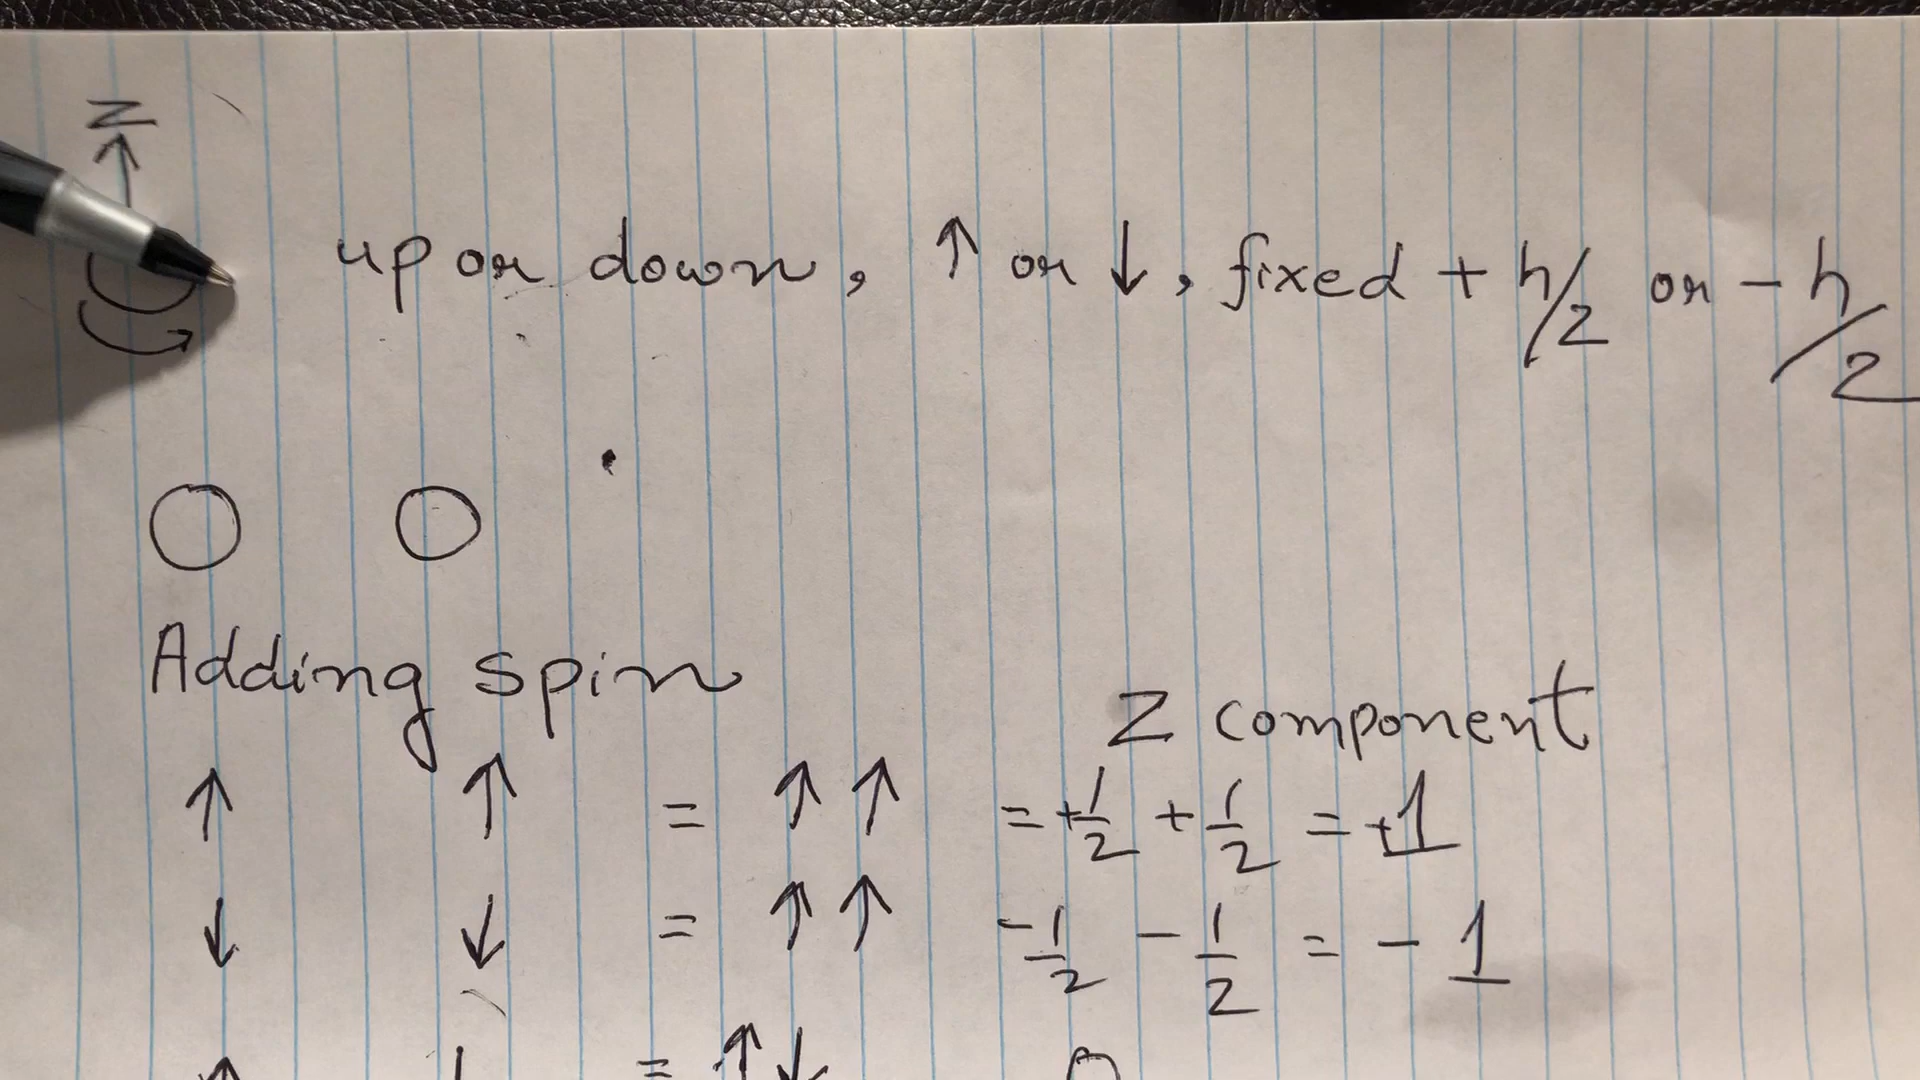 Z
up or down, ↑ or ↓, fixed + h/2 or - h/2
Adding spin
Z component
↑ ↑ = ↑ ↑ = +1/2 + 1/2 = +1
↓ ↓ = ↑ ↑ -1/2 - 1/2 = - 1
= ↑ ↓